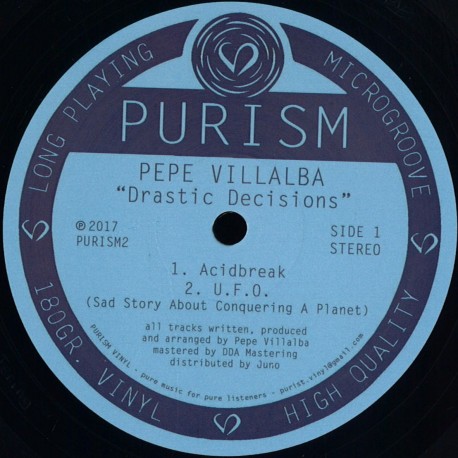 PURISM
LONG PLAYING
MICROGROOVE
PEPE VILLALBA
"Drastic Decisions"
℗ 2017
PURISM2
SIDE 1
STEREO
1. Acidbreak
2. U.F.O.
(Sad Story About Conquering A Planet)
all tracks written, produced
and arranged by Pepe Villalba
mastered by DDA Mastering
distributed by Juno
PURISM VINYL - pure music for pure listeners - purist.vinyl@gmail.com
180GR. VINYL
HIGH QUALITY